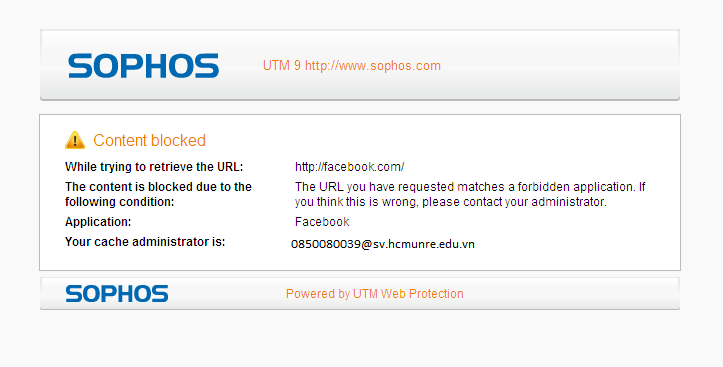 SOPHOS UTM 9 http://www.sophos.com
Content blocked
While trying to retrieve the URL: http://facebook.com/
The content is blocked due to the following condition:
The URL you have requested matches a forbidden application. If
you think this is wrong, please contact your administrator.
Application: Facebook
Your cache administrator is: 0850080039@sv.hcmunre.edu.vn
SOPHOS Powered by UTM Web Protection